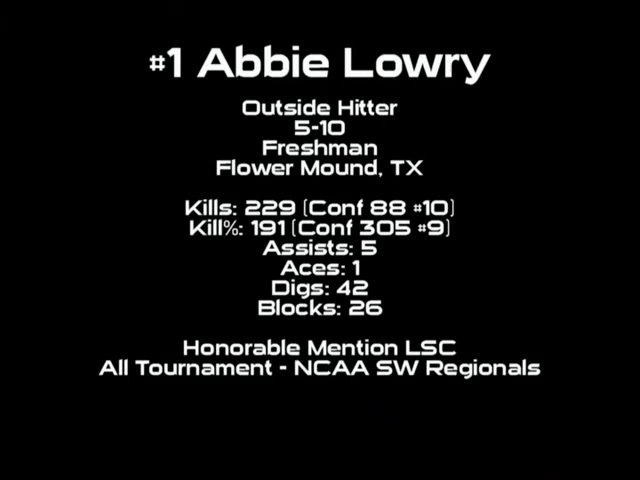 #1 Abbie Lowry
Outside Hitter
5-10
Freshman
Flower Mound, TX
Kills: 229 (Conf 88 #10)
Kill%: 191 (Conf 305 #9)
Assists: 5
Aces: 1
Digs: 42
Blocks: 26
Honorable Mention LSC
All Tournament - NCAA SW Regionals